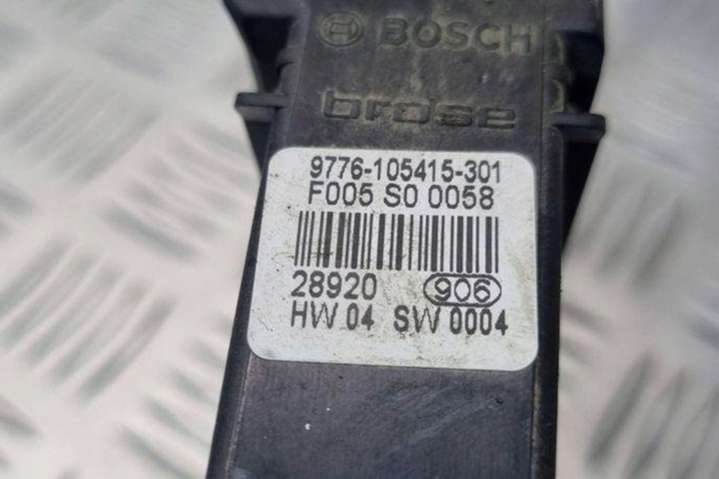 BOSCH
brose
9776-105415-301
F005 S0 0058
28920 906
HW 04 SW 0004